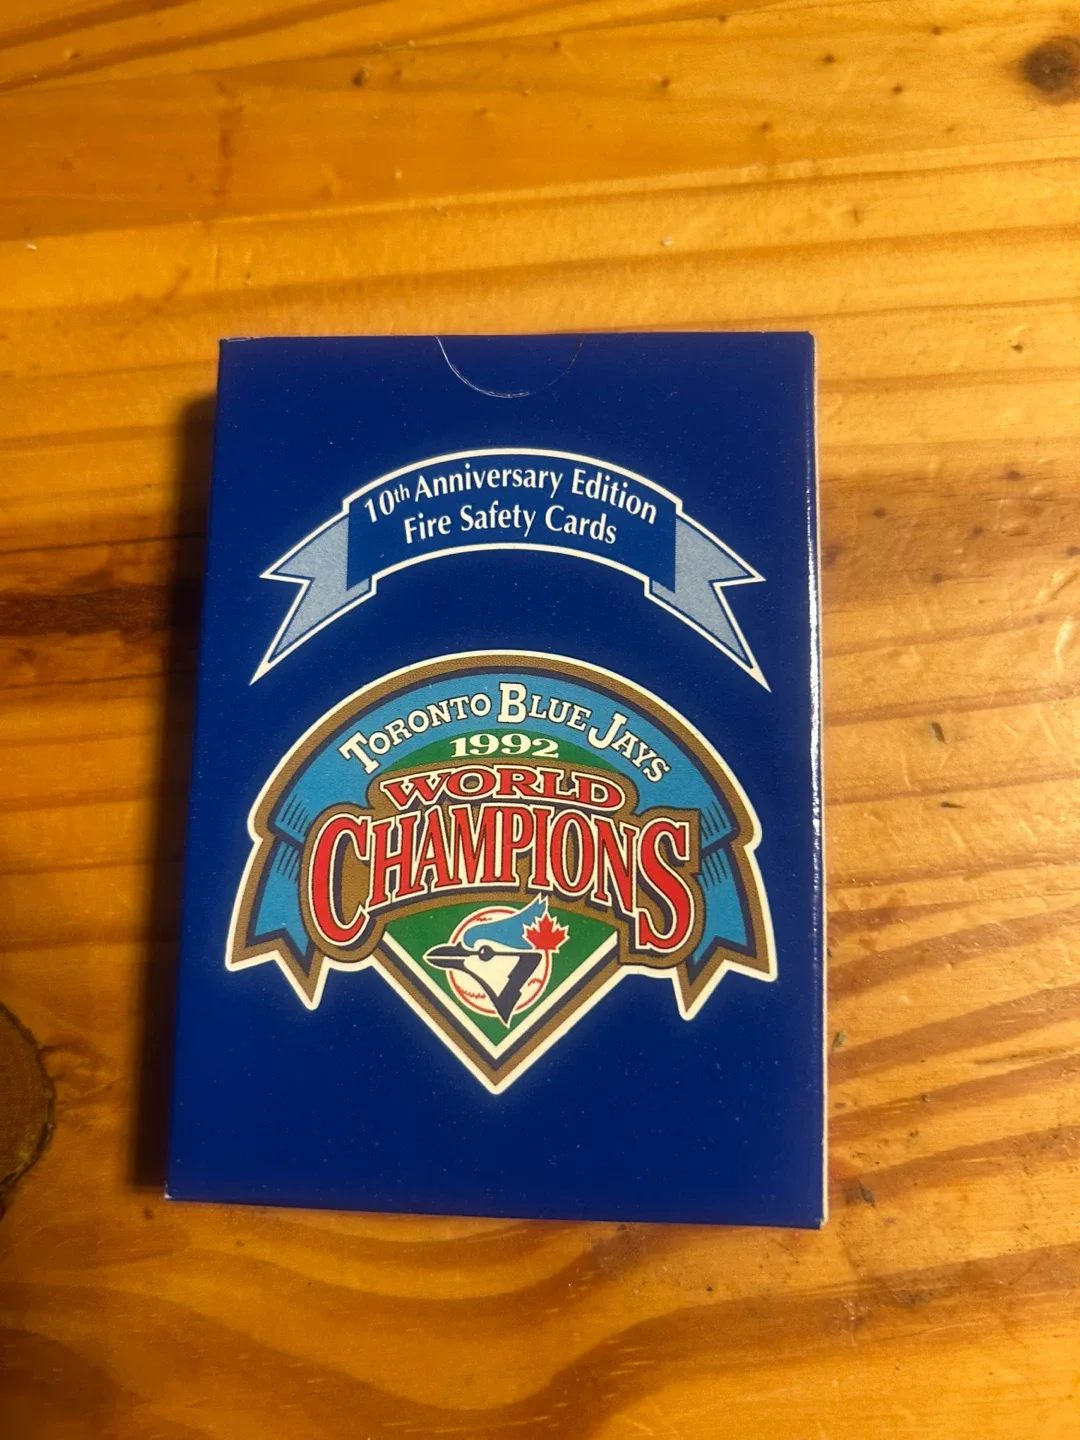 10th Anniversary Edition
Fire Safety Cards
TORONTO BLUE JAYS
1992
WORLD
CHAMPIONS